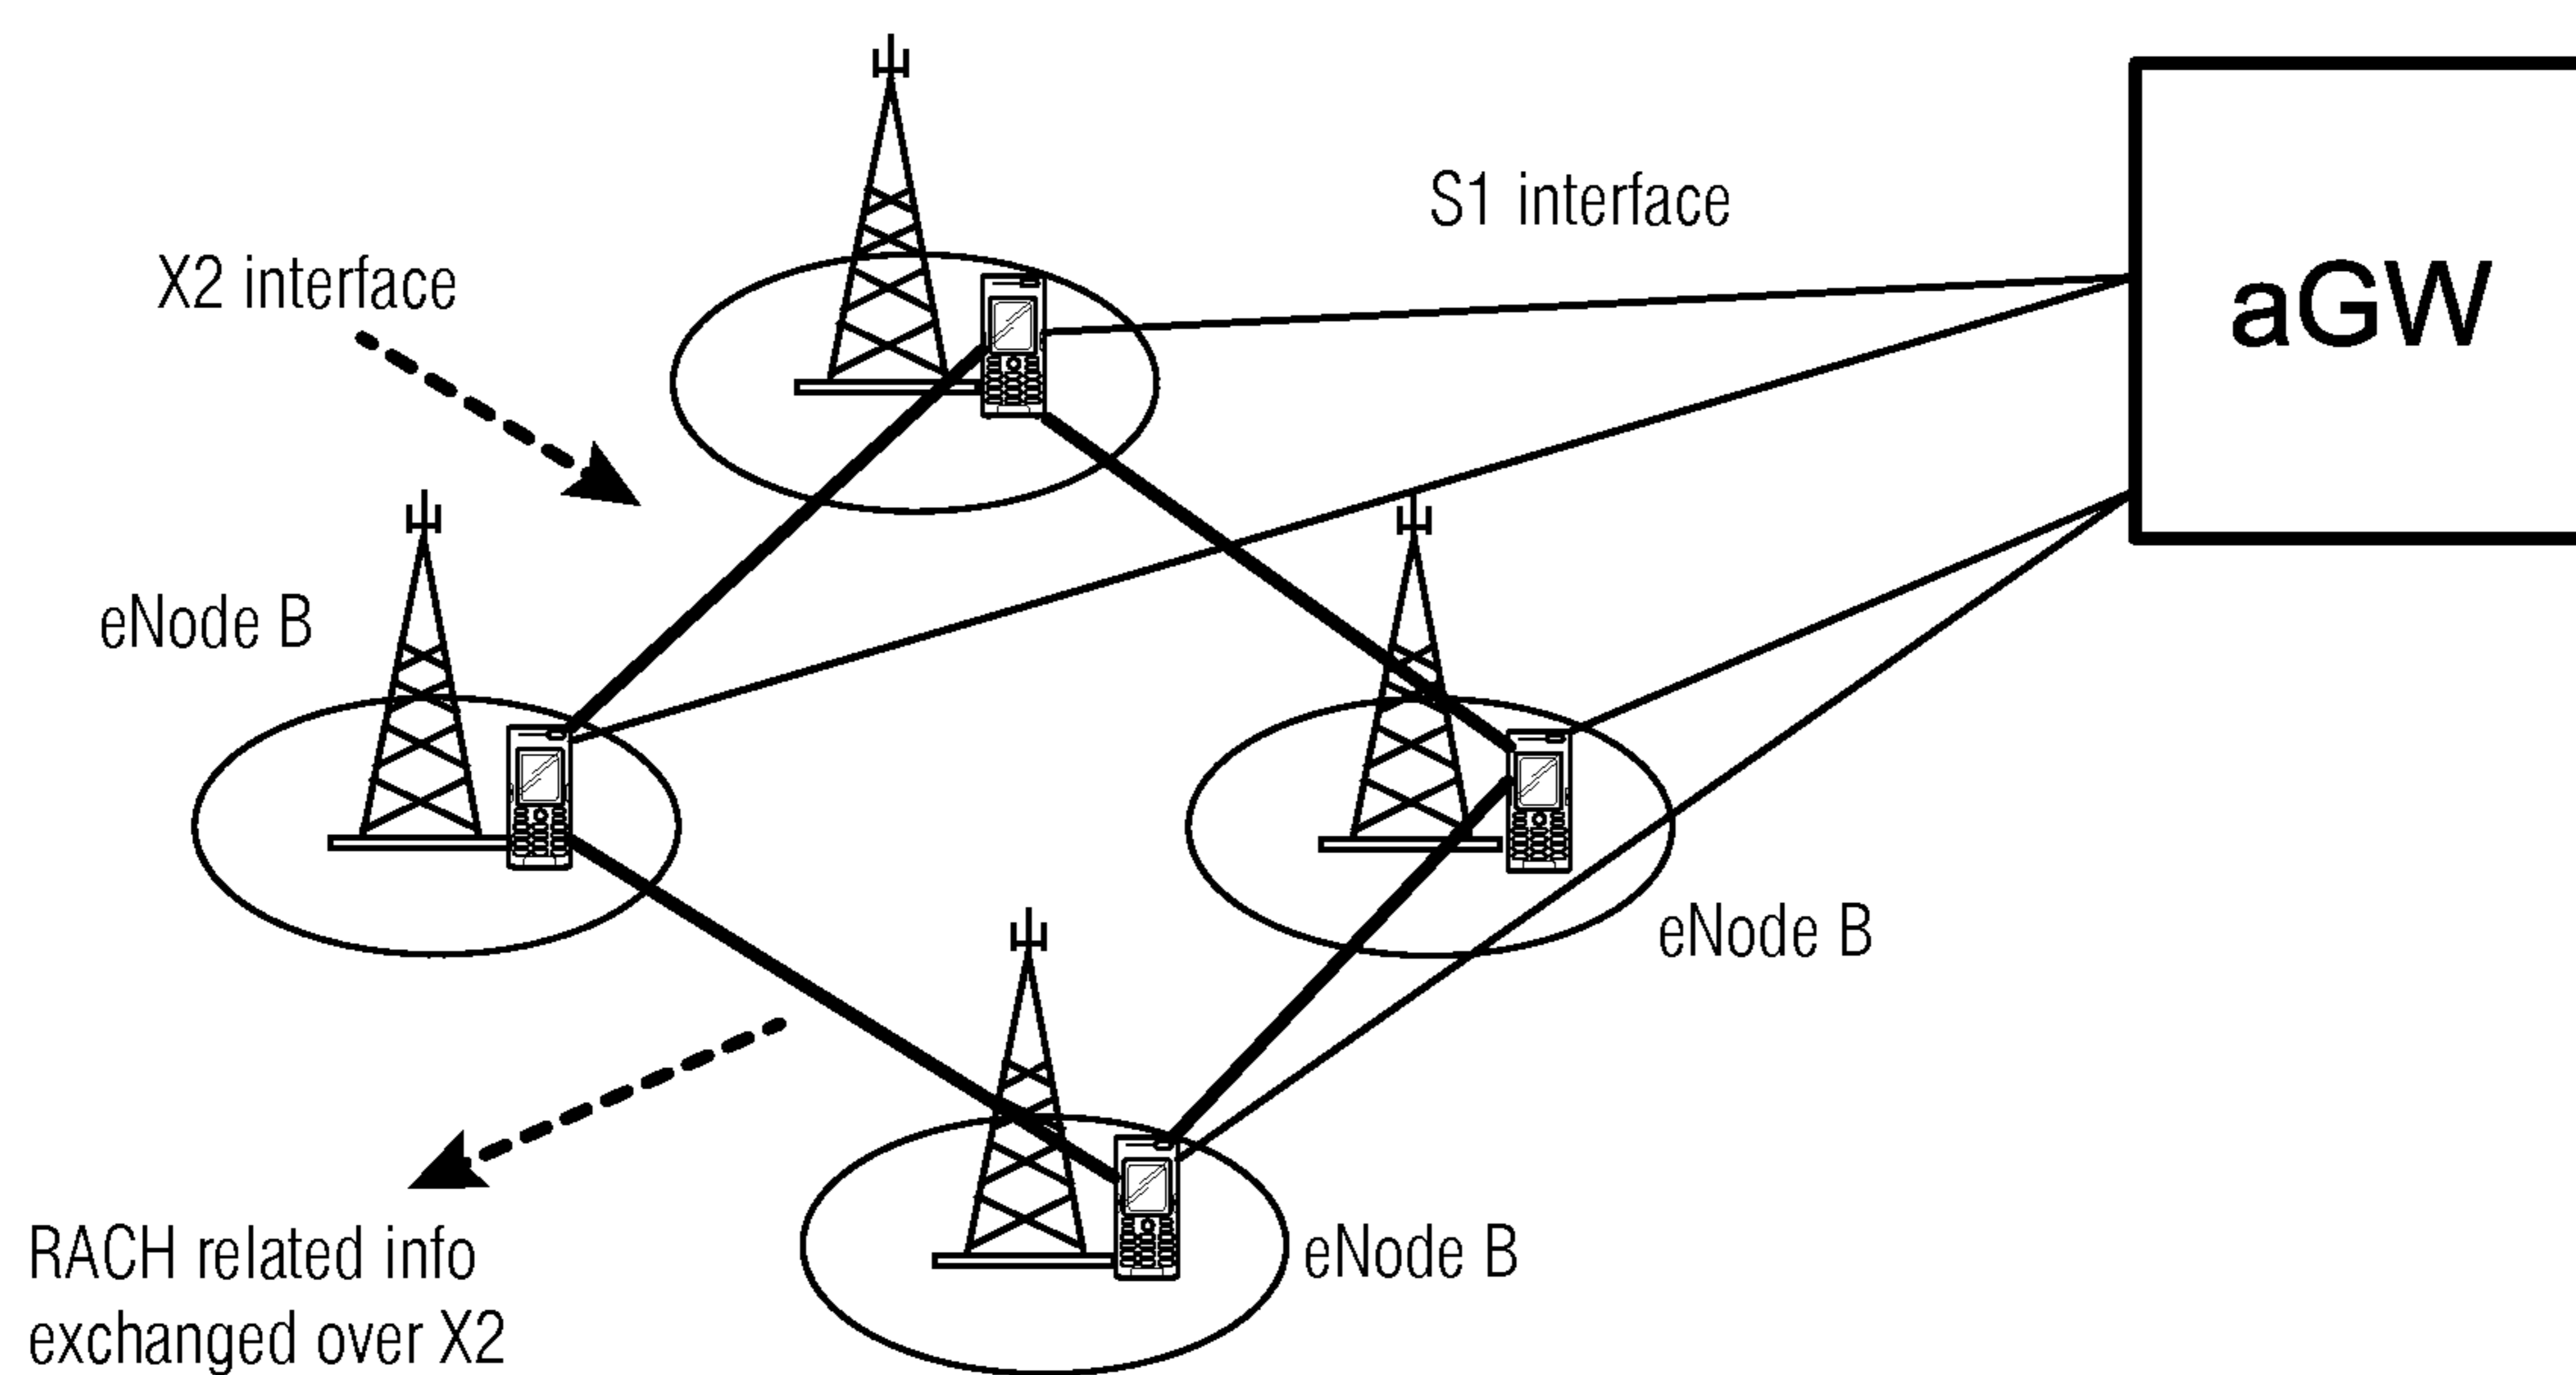 S1 interface
X2 interface
aGW
eNode B
eNode B
eNode B
RACH related info
exchanged over X2